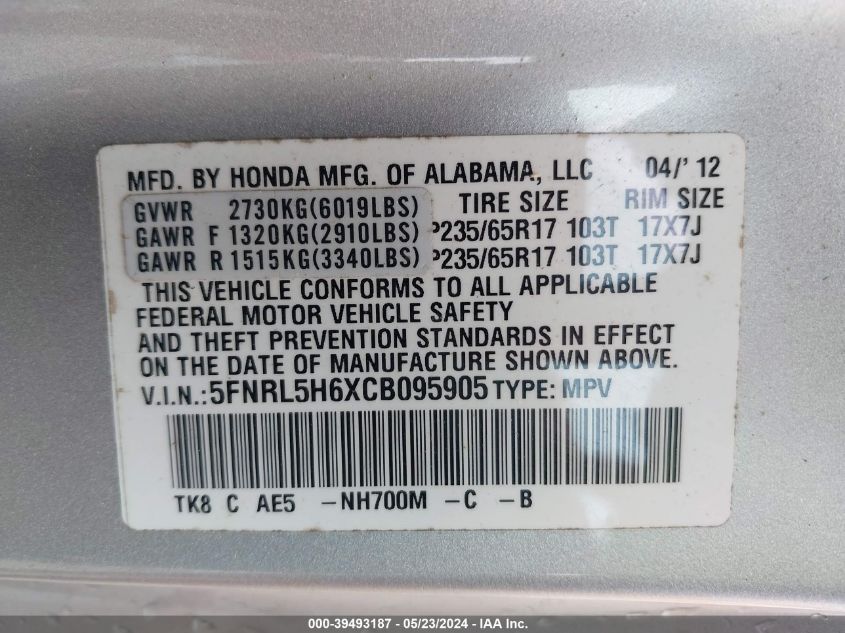 MFD. BY HONDA MFG. OF ALABAMA, LLC 04/' 12
GVWR 2730KG(6019LBS) TIRE SIZE RIM SIZE
GAWR F 1320KG(2910LBS) P235/65R17 103T 17X7J
GAWR R 1515KG(3340LBS) P235/65R17 103T 17X7J
THIS VEHICLE CONFORMS TO ALL APPLICABLE
FEDERAL MOTOR VEHICLE SAFETY
AND THEFT PREVENTION STANDARDS IN EFFECT
ON THE DATE OF MANUFACTURE SHOWN ABOVE.
V.I.N.:5FNRL5H6XCB095905 TYPE: MPV
TK8 C AE5 -NH700M -C -B
000-39493187 - 05/23/2024 - IAA Inc.